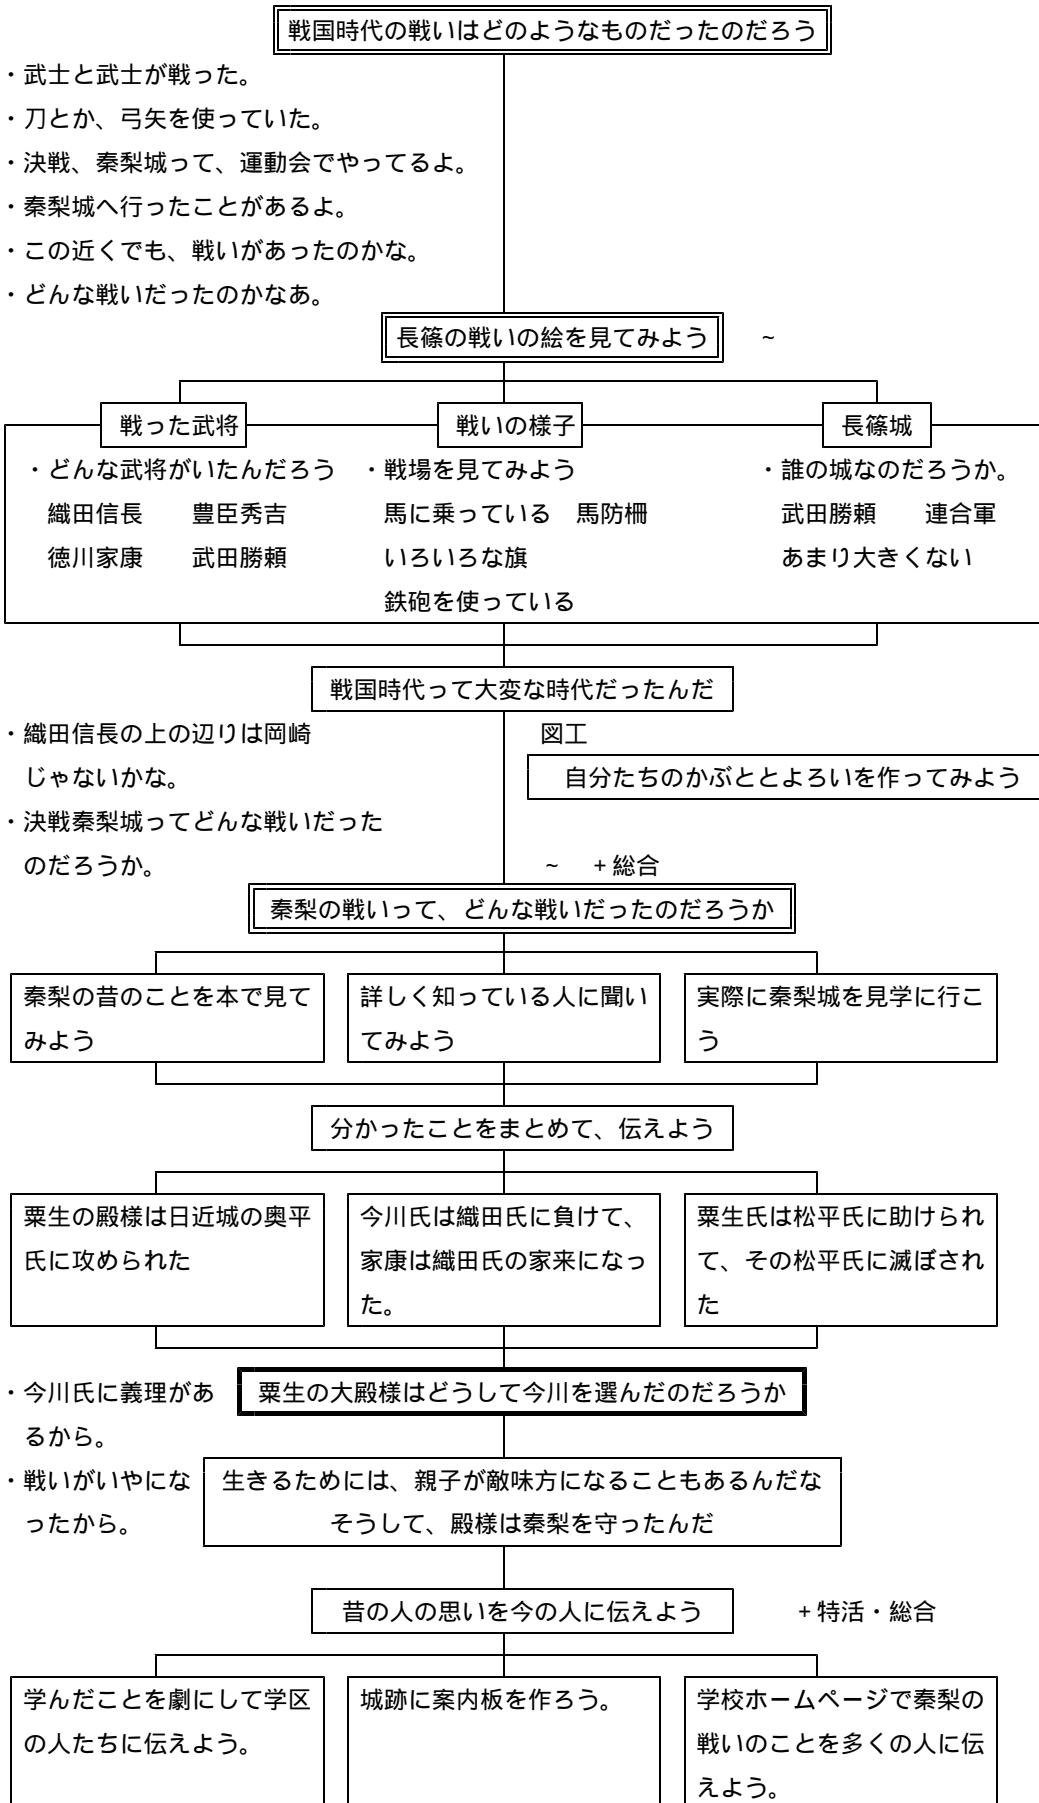 戦国時代の戦いはどのようなものだったのだろう
・武士と武士が戦った。
・刀とか、弓矢を使っていた。
・決戦、秦梨城って、運動会でやってるよ。
・秦梨城へ行ったことがあるよ。
・この近くでも、戦いがあったのかな。
・どんな戦いだったのかなあ。
長篠の戦いの絵を見てみよう ~
戦った武将
・どんな武将がいたんだろう
織田信長 豊臣秀吉
徳川家康 武田勝頼
戦いの様子
・戦場を見てみよう
馬に乗っている 馬防柵
いろいろな旗
鉄砲を使っている
長篠城
・誰の城なのだろうか。
武田勝頼 連合軍
あまり大きくない
戦国時代って大変な時代だったんだ
・織田信長の上の辺りは岡崎
じゃないかな。
・決戦秦梨城ってどんな戦いだった
のだろうか。
図工
自分たちのかぶととよろいを作ってみよう
~ +総合
秦梨の戦いって、どんな戦いだったのだろうか
秦梨の昔のことを本で見て
みよう
詳しく知っている人に聞い
てみよう
実際に秦梨城を見学に行こ
う
分かったことをまとめて、伝えよう
粟生の殿様は日近城の奥平
氏に攻められた
今川氏は織田氏に負けて、
家康は織田氏の家来になっ
た。
粟生氏は松平氏に助けられ
て、その松平氏に滅ぼされ
た
・今川氏に義理があ
るから。
・戦いがいやにな
ったから。
粟生の大殿様はどうして今川を選んだのだろうか
生きるためには、親子が敵味方になることもあるんだな
そうして、殿様は秦梨を守ったんだ
昔の人の思いを今の人に伝えよう +特活・総合
学んだことを劇にして学区
の人たちに伝えよう。
城跡に案内板を作ろう。
学校ホームページで秦梨の
戦いのことを多くの人に伝
えよう。